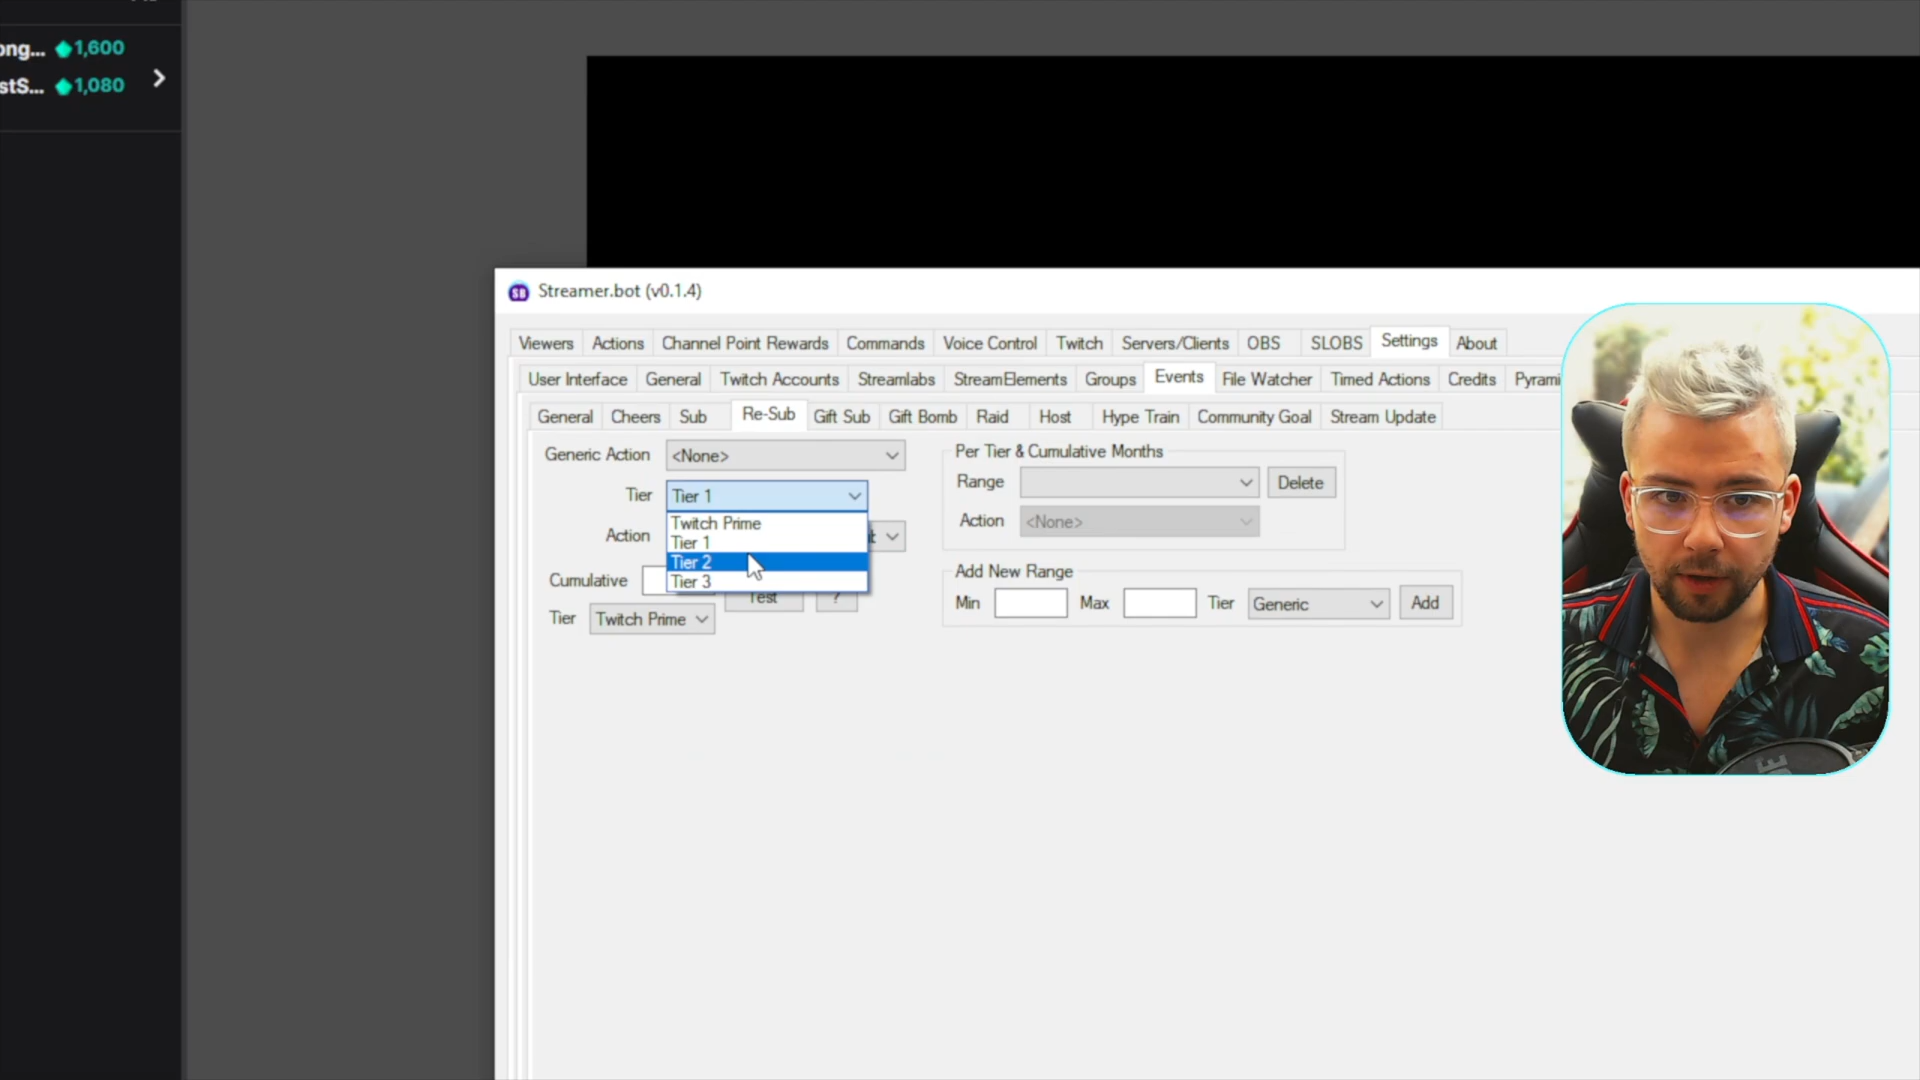 ong... 1,600
stS... 1,080
SB Streamer.bot (v0.1.4)
Viewers Actions Channel Point Rewards Commands Voice Control Twitch Servers/Clients OBS SLOBS Settings About
User Interface General Twitch Accounts Streamlabs StreamElements Groups Events File Watcher Timed Actions Credits Pyrami
General Cheers Sub Re-Sub Gift Sub Gift Bomb Raid Host Hype Train Community Goal Stream Update
Generic Action <None> Per Tier & Cumulative Months
Range Delete
Tier Tier 1
Twitch Prime
Action <None>
Action
Tier 1
Tier 2
Tier 3
Add New Range
Cumulative Test ?
Min Max Tier Generic Add
Tier Twitch Prime